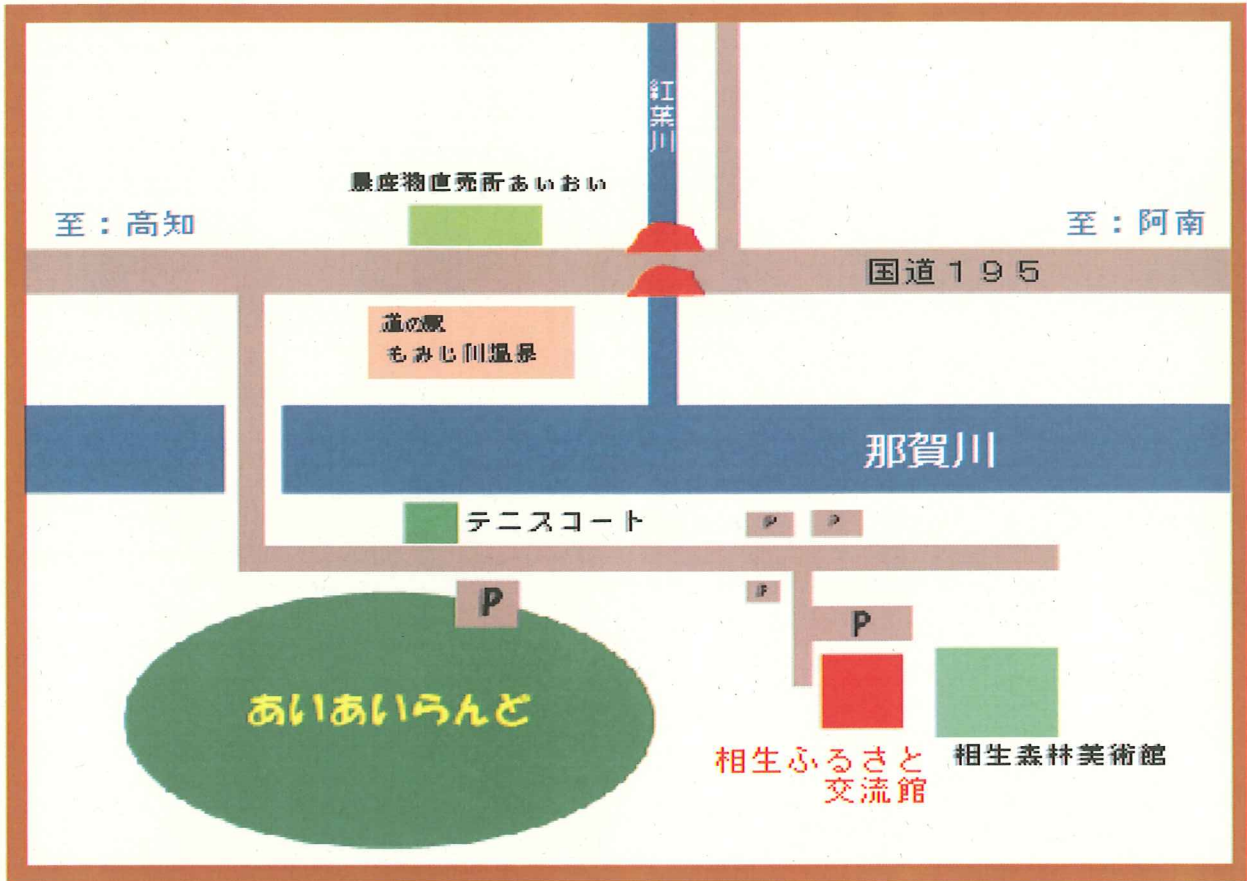 紅葉川
農産物直売所あいおい
至：高知
至：阿南
国道１９５
道の駅
もみじ川温泉
那賀川
テニスコート
P
P
P
P
P
あいあいらんど
相生ふるさと
交流館
相生森林美術館